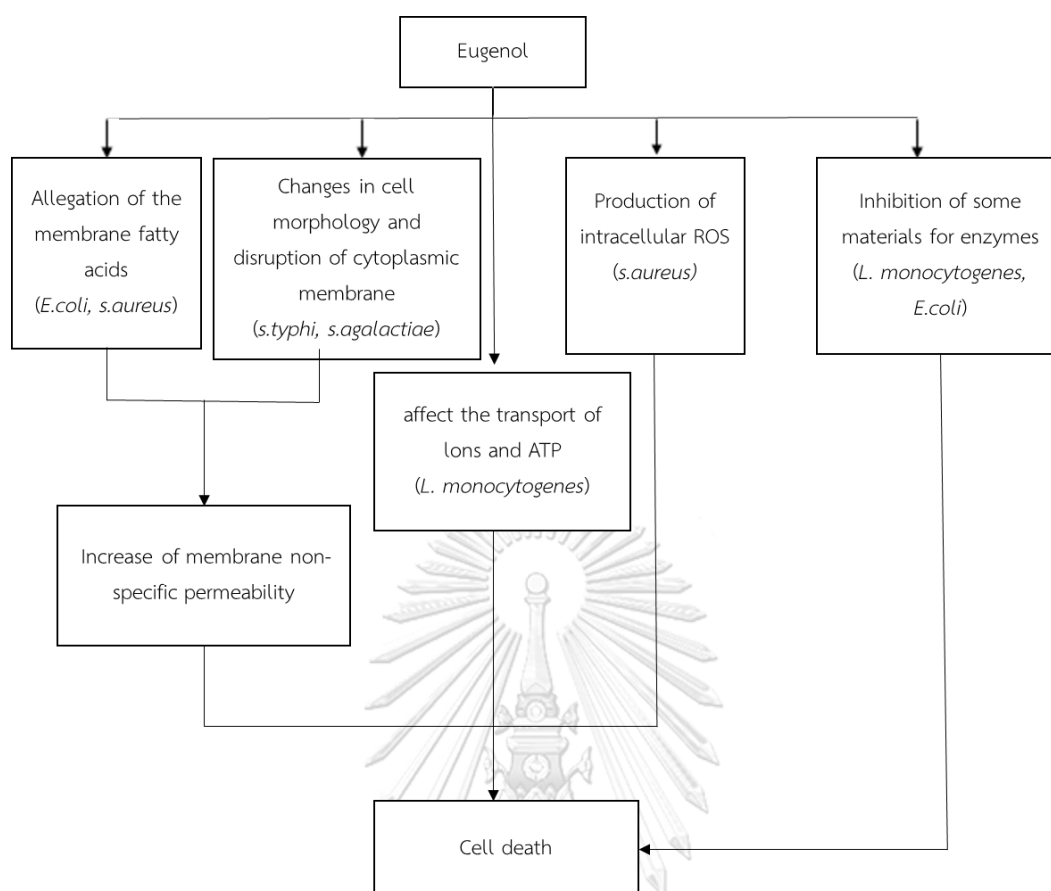 Eugenol
Allegation of the
membrane fatty
acids
(E.coli, s.aureus)
Changes in cell
morphology and
disruption of cytoplasmic
membrane
(s.typhi, s.agalactiae)
Production of
intracellular ROS
(s.aureus)
Inhibition of some
materials for enzymes
(L. monocytogenes,
E.coli)
affect the transport of
lons and ATP
(L. monocytogenes)
Increase of membrane non-
specific permeability
Cell death